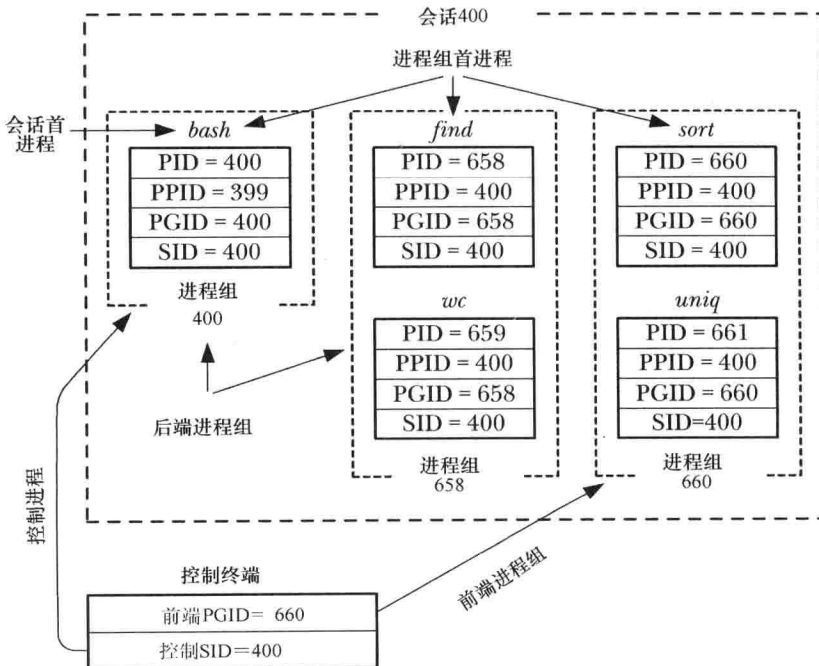 会话400
进程组首进程
会话首
进程
bash
PID = 400
PPID = 399
PGID = 400
SID = 400
进程组
400
find
PID = 658
PPID = 400
PGID = 658
SID = 400
wc
PID = 659
PPID = 400
PGID = 658
SID = 400
进程组
658
sort
PID = 660
PPID = 400
PGID = 660
SID = 400
uniq
PID = 661
PPID = 400
PGID = 660
SID=400
进程组
660
后端进程组
控制进程
前端进程组
控制终端
前端PGID= 660
控制SID=400